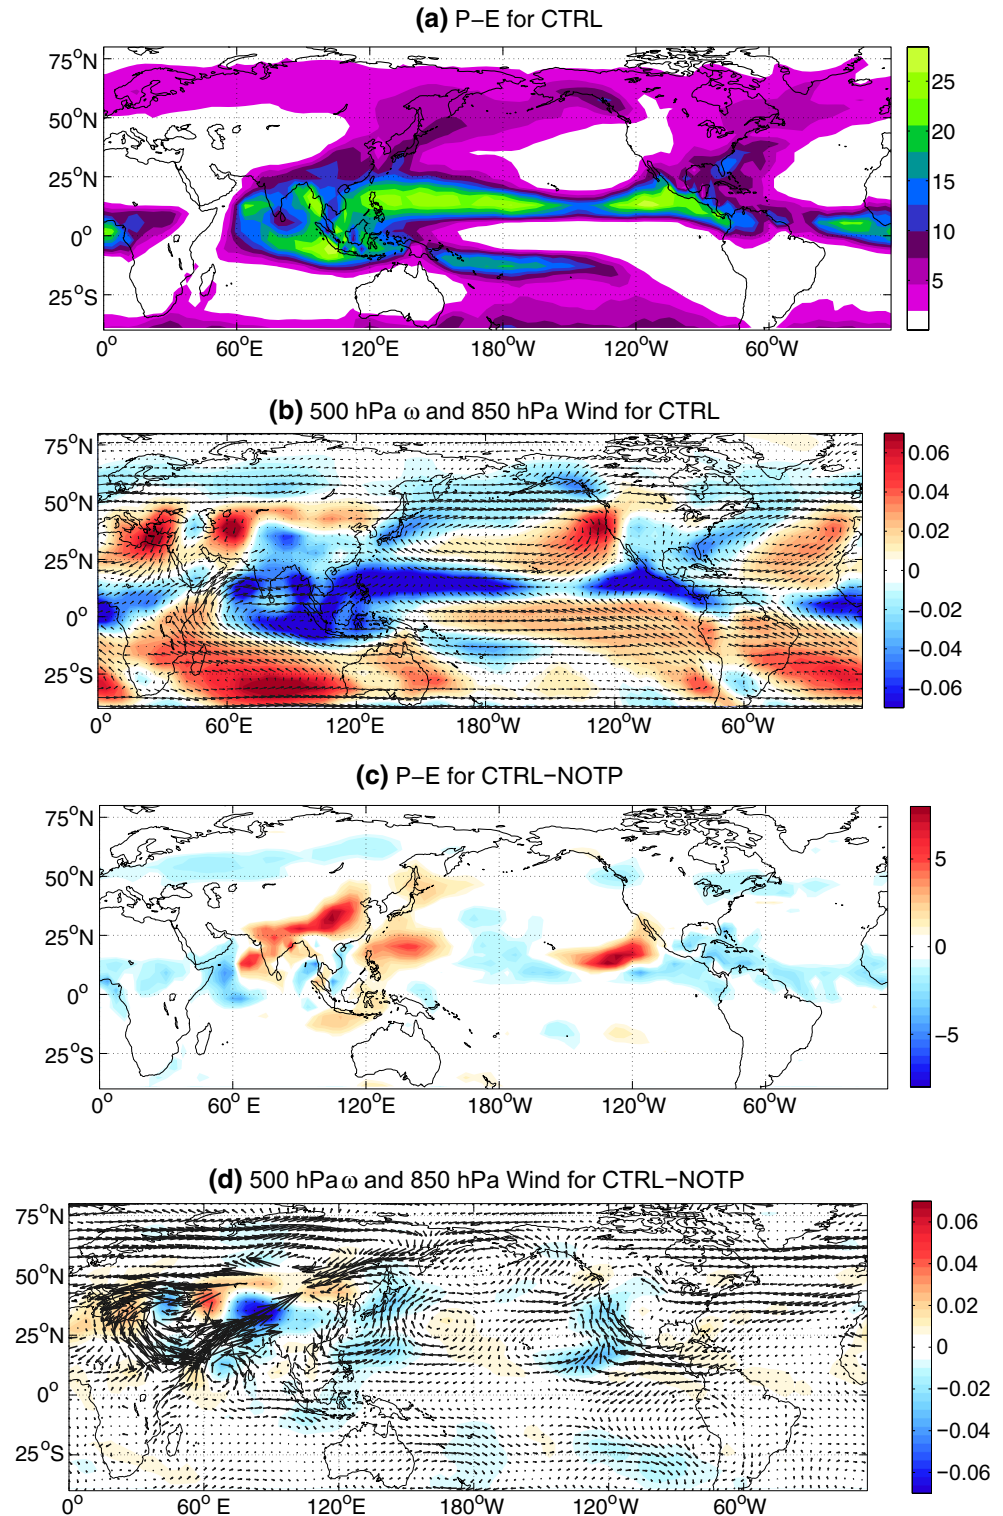 (a) P−E for CTRL
75°N
50°N
25°N
0°
25°S
0° 60°E 120°E 180°W 120°W 60°W
25
20
15
10
5
(b) 500 hPa ω and 850 hPa Wind for CTRL
75°N
50°N
25°N
0°
25°S
0° 60°E 120°E 180°W 120°W 60°W
0.06
0.04
0.02
0
−0.02
−0.04
−0.06
(c) P−E for CTRL−NOTP
75°N
50°N
25°N
0°
25°S
0° 60°E 120°E 180°W 120°W 60°W
5
0
−5
(d) 500 hPa ω and 850 hPa Wind for CTRL−NOTP
75°N
50°N
25°N
0°
25°S
0° 60°E 120°E 180°W 120°W 60°W
0.06
0.04
0.02
0
−0.02
−0.04
−0.06